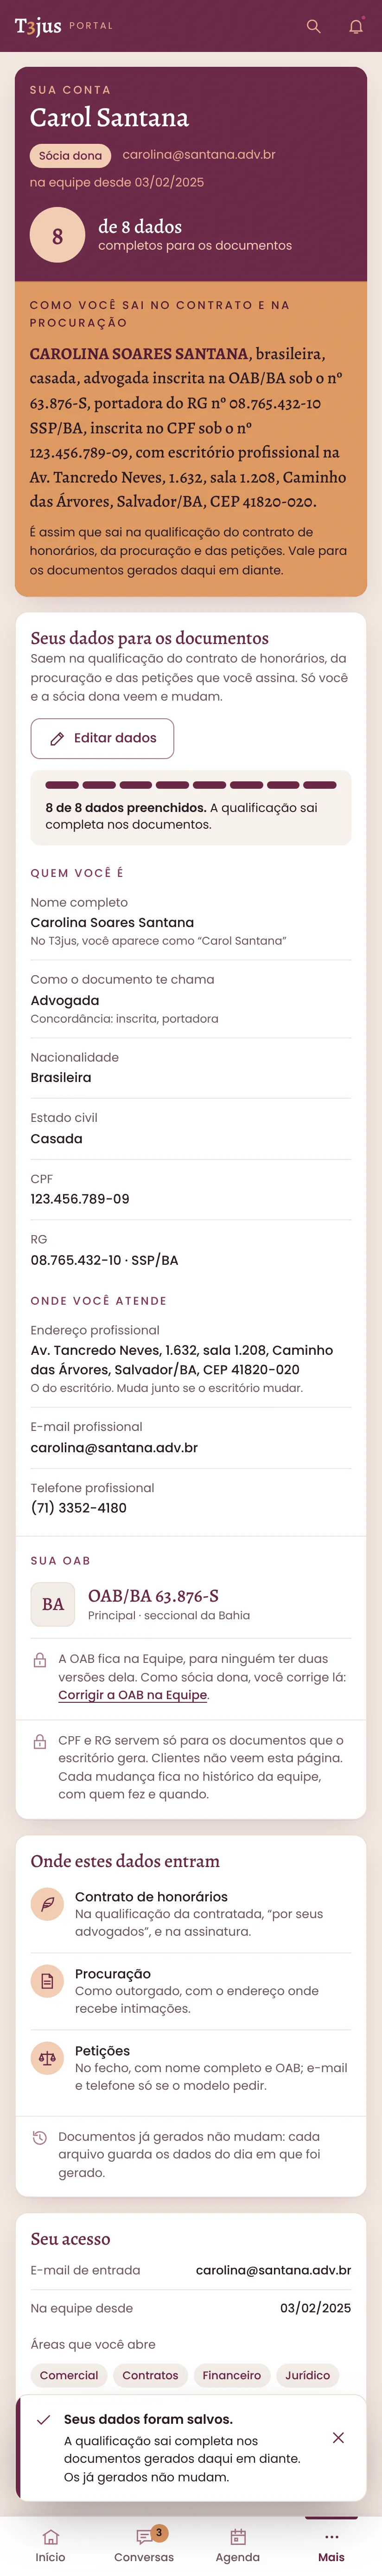 T3jus PORTAL
SUA CONTA
Carol Santana
Sócia dona carolina@santana.adv.br
na equipe desde 03/02/2025
8
de 8 dados
completos para os documentos
COMO VOCÊ SAI NO CONTRATO E NA
PROCURAÇÃO
CAROLINA SOARES SANTANA, brasileira,
casada, advogada inscrita na OAB/BA sob o nº
63.876-S, portadora do RG nº 08.765.432-10
SSP/BA, inscrita no CPF sob o nº
123.456.789-09, com escritório profissional na
Av. Tancredo Neves, 1.632, sala 1.208, Caminho
das Árvores, Salvador/BA, CEP 41820-020.
É assim que sai na qualificação do contrato de
honorários, da procuração e das petições. Vale para
os documentos gerados daqui em diante.
Seus dados para os documentos
Saem na qualificação do contrato de honorários, da
procuração e das petições que você assina. Só você
e a sócia dona veem e mudam.
Editar dados
8 de 8 dados preenchidos. A qualificação sai
completa nos documentos.
QUEM VOCÊ É
Nome completo
Carolina Soares Santana
No T3jus, você aparece como “Carol Santana”
Como o documento te chama
Advogada
Concordância: inscrita, portadora
Nacionalidade
Brasileira
Estado civil
Casada
CPF
123.456.789-09
RG
08.765.432-10 · SSP/BA
ONDE VOCÊ ATENDE
Endereço profissional
Av. Tancredo Neves, 1.632, sala 1.208, Caminho
das Árvores, Salvador/BA, CEP 41820-020
O do escritório. Muda junto se o escritório mudar.
E-mail profissional
carolina@santana.adv.br
Telefone profissional
(71) 3352-4180
SUA OAB
BA
OAB/BA 63.876-S
Principal · seccional da Bahia
A OAB fica na Equipe, para ninguém ter duas
versões dela. Como sócia dona, você corrige lá:
Corrigir a OAB na Equipe.
CPF e RG servem só para os documentos que o
escritório gera. Clientes não veem esta página.
Cada mudança fica no histórico da equipe,
com quem fez e quando.
Onde estes dados entram
Contrato de honorários
Na qualificação da contratada, “por seus
advogados”, e na assinatura.
Procuração
Como outorgado, com o endereço onde
recebe intimações.
Petições
No fecho, com nome completo e OAB; e-mail
e telefone só se o modelo pedir.
Documentos já gerados não mudam: cada
arquivo guarda os dados do dia em que foi
gerado.
Seu acesso
E-mail de entrada carolina@santana.adv.br
Na equipe desde 03/02/2025
Áreas que você abre
Comercial Contratos Financeiro Jurídico
Seus dados foram salvos.
A qualificação sai completa nos
documentos gerados daqui em diante.
Os já gerados não mudam.
3
Início Conversas Agenda Mais